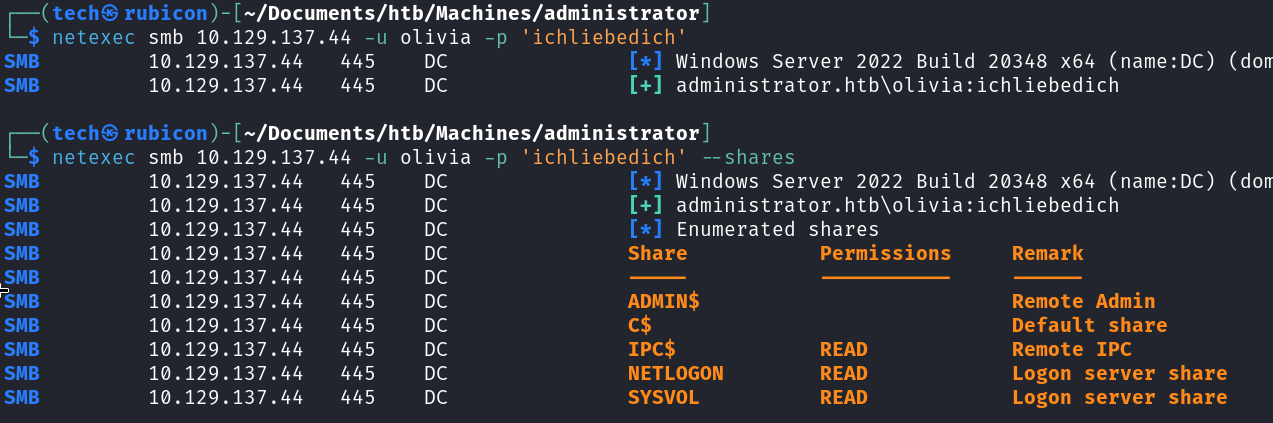 ┌──(tech㉿rubicon)-[~/Documents/htb/Machines/administrator]
└─$ netexec smb 10.129.137.44 -u olivia -p 'ichliebedich'
SMB 10.129.137.44 445 DC [*] Windows Server 2022 Build 20348 x64 (name:DC) (dom
SMB 10.129.137.44 445 DC [+] administrator.htb\olivia:ichliebedich
┌──(tech㉿rubicon)-[~/Documents/htb/Machines/administrator]
└─$ netexec smb 10.129.137.44 -u olivia -p 'ichliebedich' --shares
SMB 10.129.137.44 445 DC [*] Windows Server 2022 Build 20348 x64 (name:DC) (dom
SMB 10.129.137.44 445 DC [+] administrator.htb\olivia:ichliebedich
SMB 10.129.137.44 445 DC [*] Enumerated shares
SMB 10.129.137.44 445 DC Share Permissions Remark
SMB 10.129.137.44 445 DC ----- ----------- ------
SMB 10.129.137.44 445 DC ADMIN$ Remote Admin
SMB 10.129.137.44 445 DC C$ Default share
SMB 10.129.137.44 445 DC IPC$ READ Remote IPC
SMB 10.129.137.44 445 DC NETLOGON READ Logon server share
SMB 10.129.137.44 445 DC SYSVOL READ Logon server share